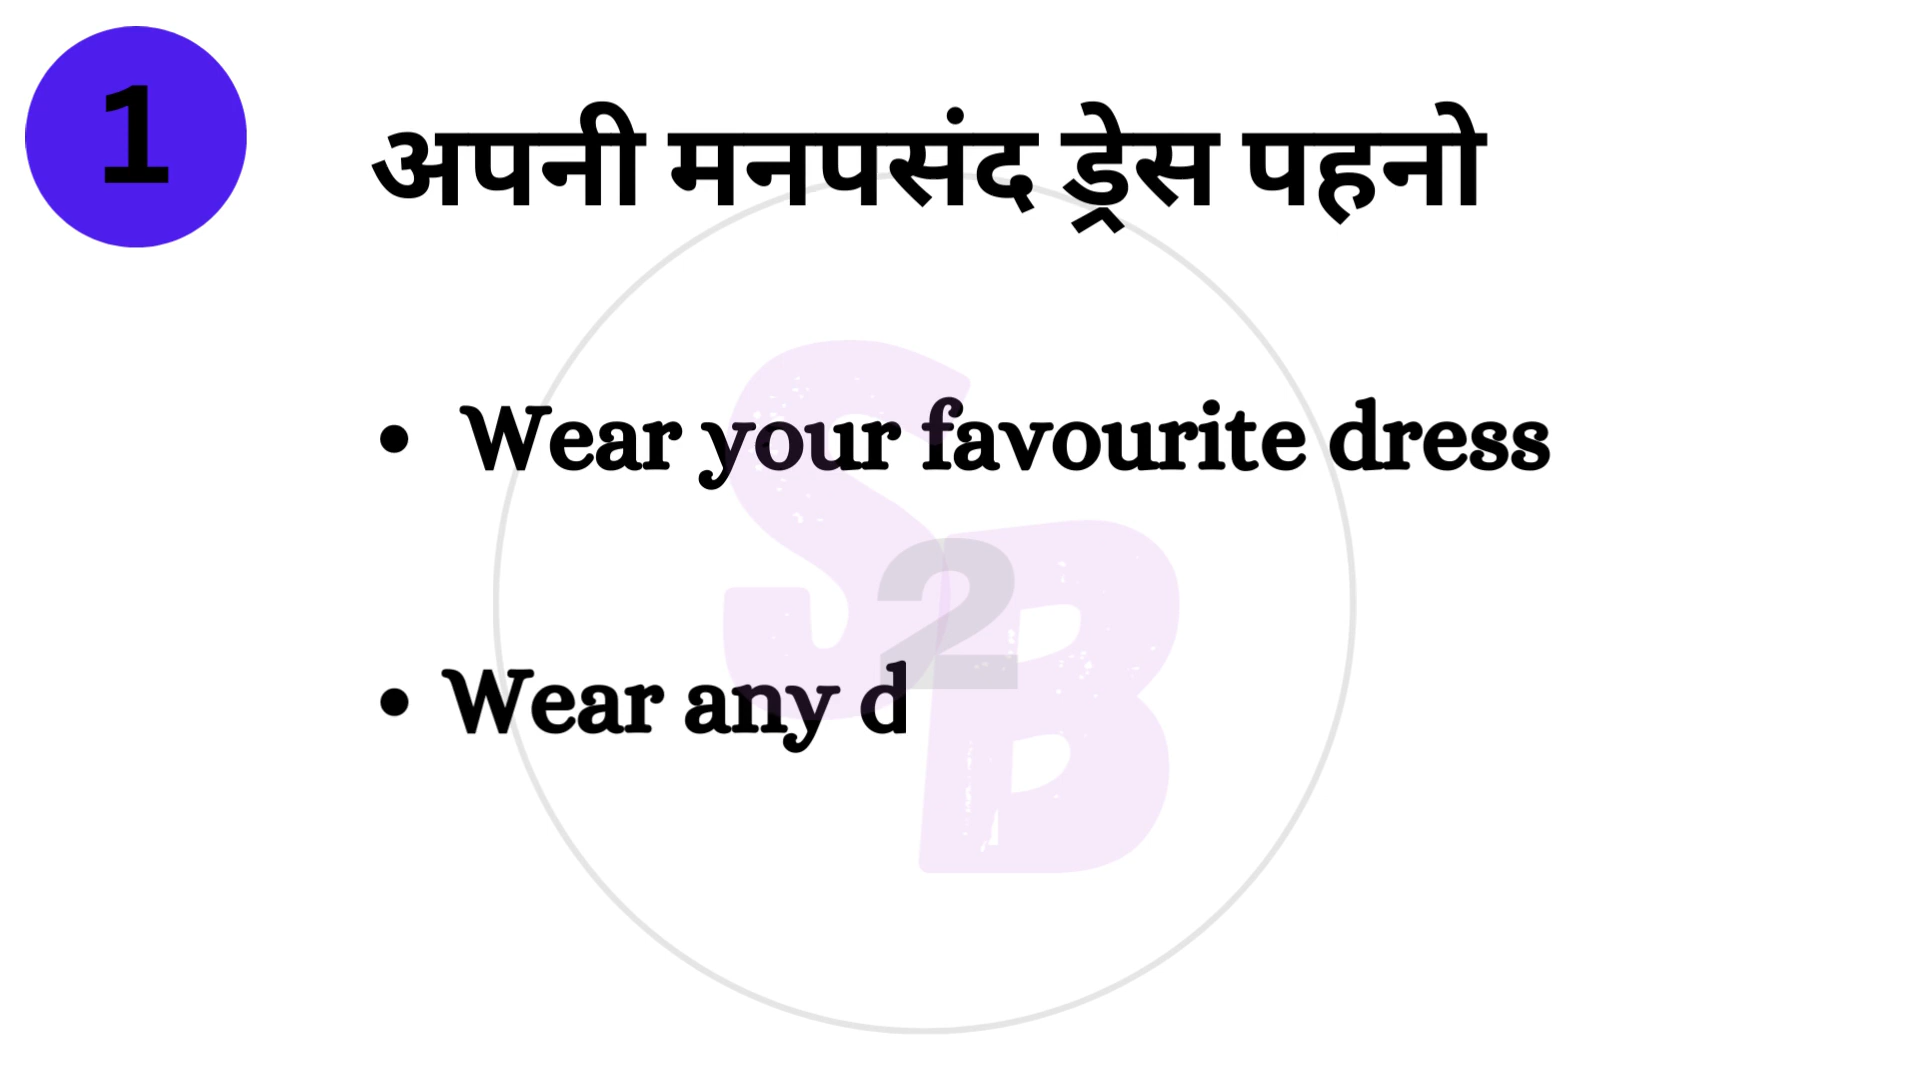 1
अपनी मनपसंद ड्रेस पहनो
• Wear your favourite dress
• Wear any d
S2B